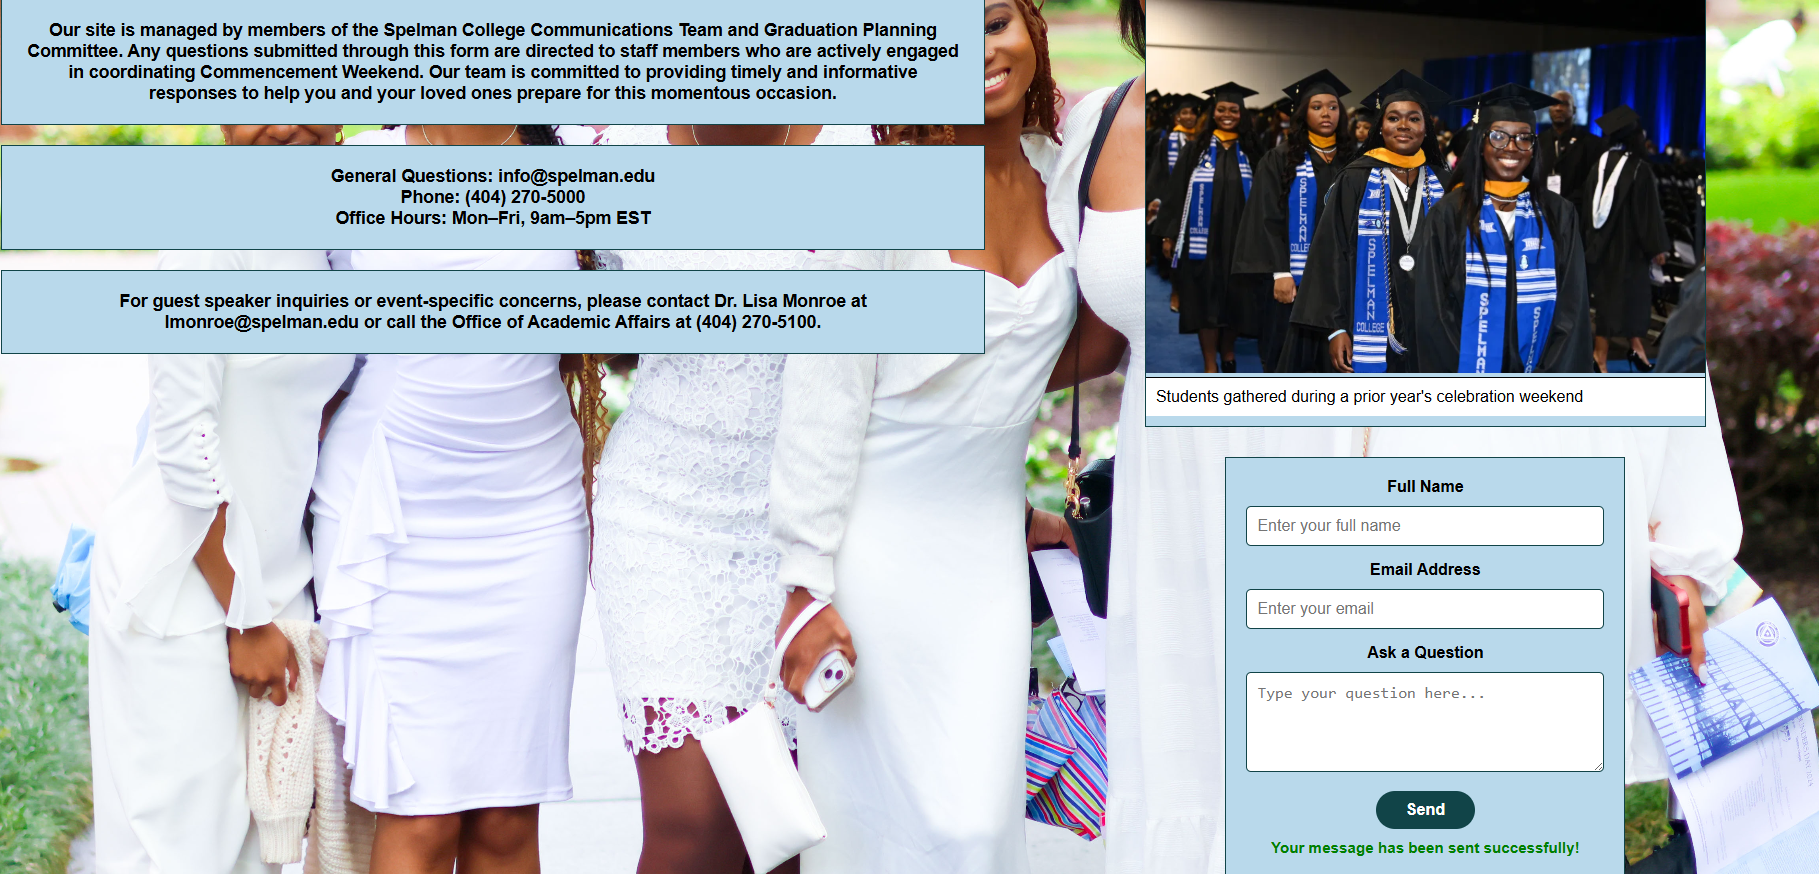 Our site is managed by members of the Spelman College Communications Team and Graduation Planning
Committee. Any questions submitted through this form are directed to staff members who are actively engaged
in coordinating Commencement Weekend. Our team is committed to providing timely and informative
responses to help you and your loved ones prepare for this momentous occasion.
General Questions: info@spelman.edu
Phone: (404) 270-5000
Office Hours: Mon–Fri, 9am–5pm EST
For guest speaker inquiries or event-specific concerns, please contact Dr. Lisa Monroe at
lmonroe@spelman.edu or call the Office of Academic Affairs at (404) 270-5100.
SPELMAN
COLLEGE
SPELMAN
COLLEGE
SPELMAN
COLLEGE
Students gathered during a prior year's celebration weekend
Full Name
Enter your full name
Email Address
Enter your email
Ask a Question
Type your question here...
Send
Your message has been sent successfully!